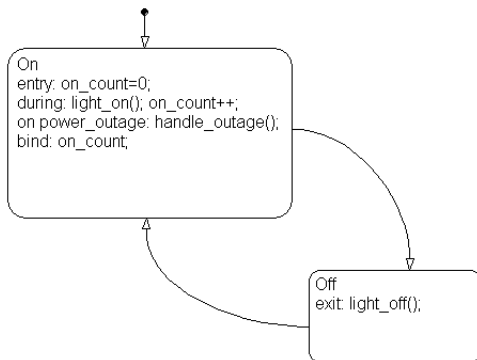 On
entry: on_count=0;
during: light_on(); on_count++;
on power_outage: handle_outage();
bind: on_count;
Off
exit: light_off();